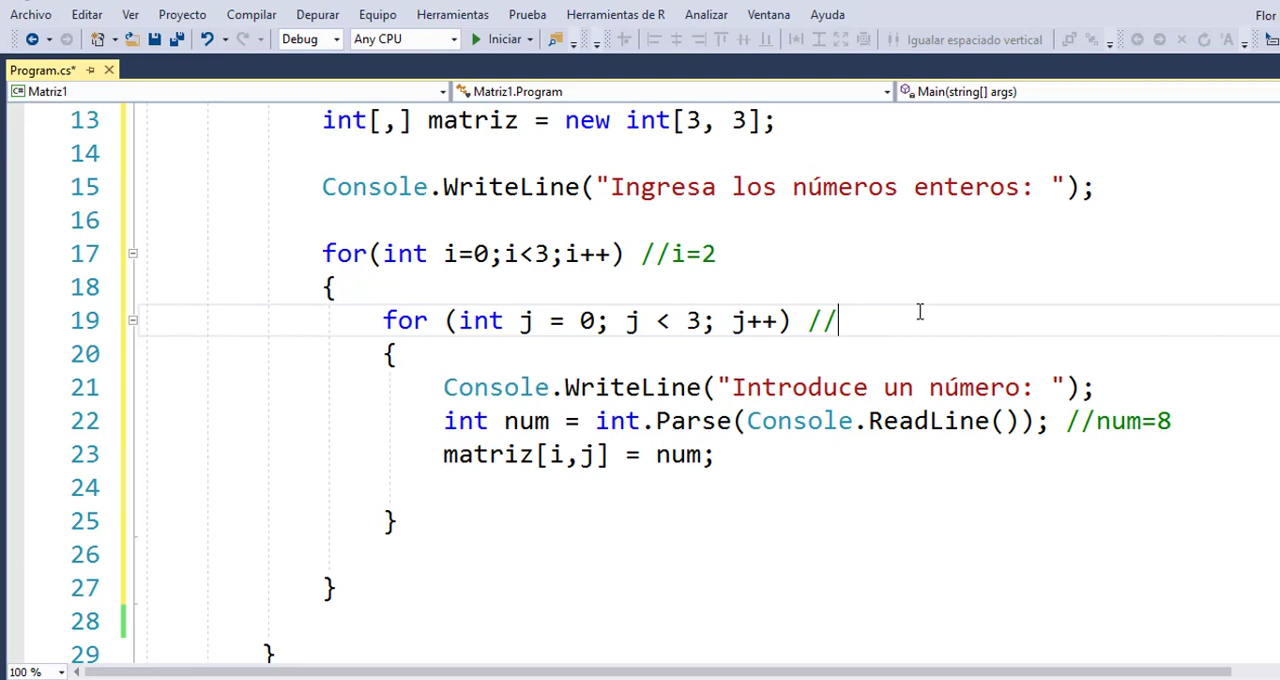 Archivo Editar Ver Proyecto Compilar Depurar Equipo Herramientas Prueba Herramientas de R Analizar Ventana Ayuda Flor
Debug Any CPU Iniciar Igualar espaciado vertical
Program.cs*
C# Matriz1 Matriz1.Program Main(string[] args)
13 int[,] matriz = new int[3, 3];
14
15 Console.WriteLine("Ingresa los números enteros: ");
16
17 for(int i=0;i<3;i++) //i=2
18 {
19 for (int j = 0; j < 3; j++) //
20 {
21 Console.WriteLine("Introduce un número: ");
22 int num = int.Parse(Console.ReadLine()); //num=8
23 matriz[i,j] = num;
24
25 }
26
27 }
28
29 }
100 %